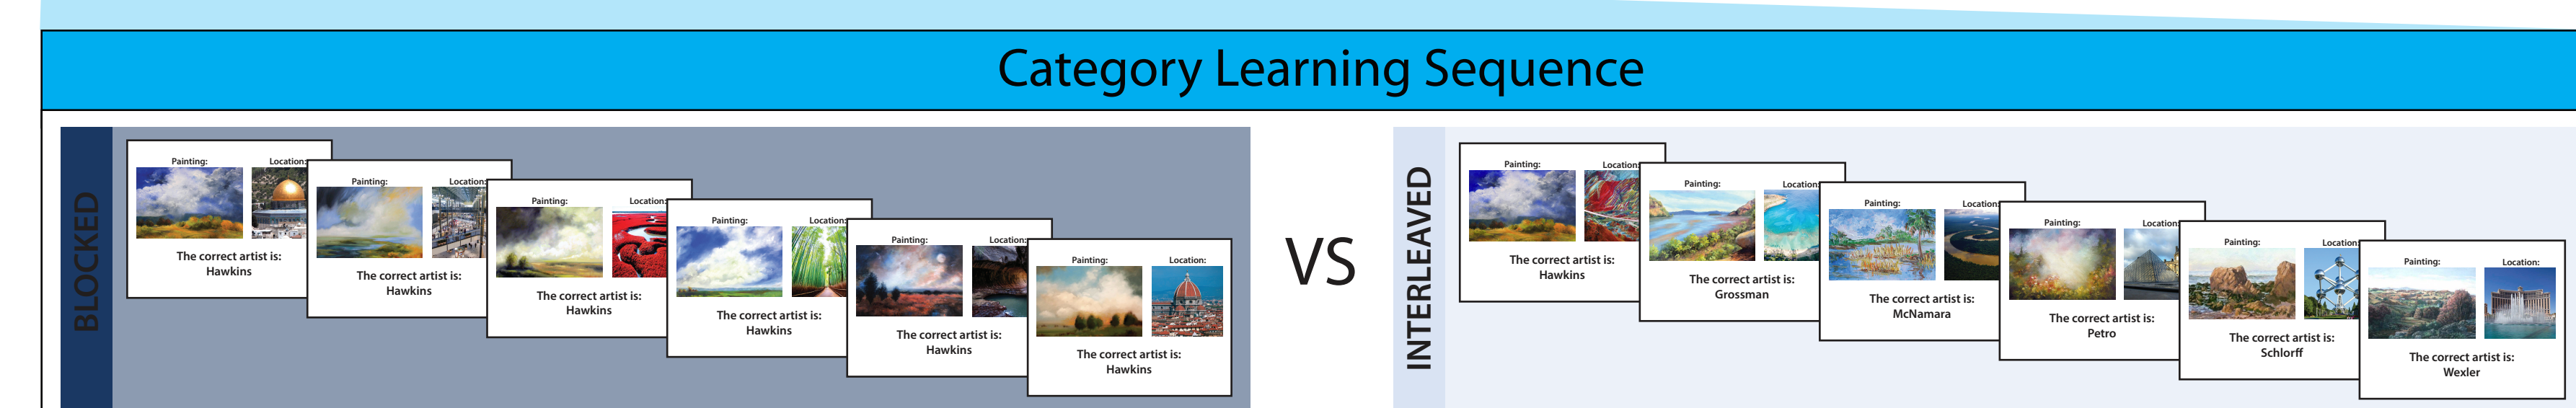 Category Learning Sequence
BLOCKED
Painting: Location:
The correct artist is:
Hawkins
Painting: Location:
The correct artist is:
Hawkins
Painting: Location:
The correct artist is:
Hawkins
Painting: Location:
The correct artist is:
Hawkins
Painting: Location:
The correct artist is:
Hawkins
Painting: Location:
The correct artist is:
Hawkins
VS
INTERLEAVED
Painting: Location:
The correct artist is:
Hawkins
Painting: Location:
The correct artist is:
Grossman
Painting: Location:
The correct artist is:
McNamara
Painting: Location:
The correct artist is:
Petro
Painting: Location:
The correct artist is:
Schlorff
Painting: Location:
The correct artist is:
Wexler